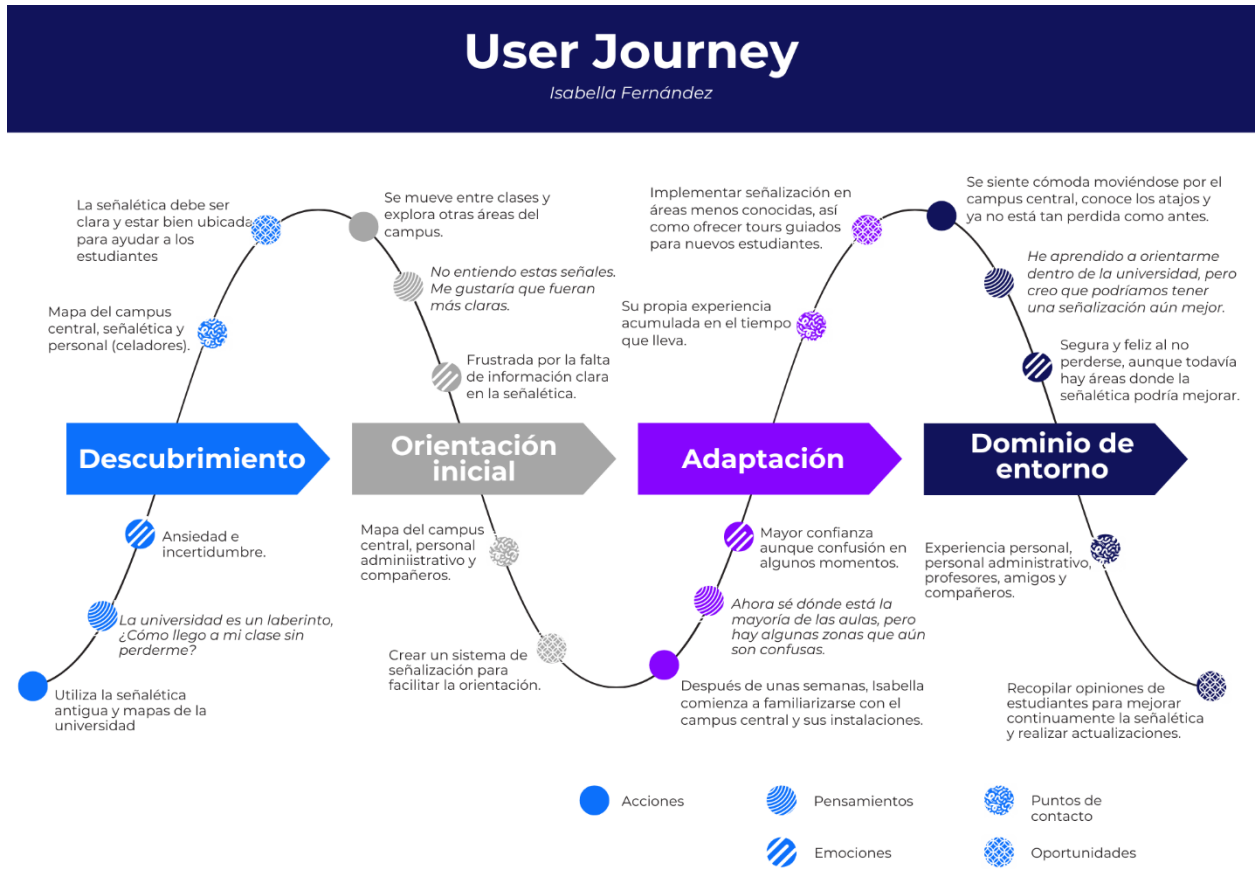 User Journey
Isabella Fernández
La señalética debe ser
clara y estar bien ubicada
para ayudar a los
estudiantes
Mapa del campus
central, señalética y
personal (celadores).
Descubrimiento
Ansiedad e
incertidumbre.
La universidad es un laberinto,
¿Cómo llego a mi clase sin
perderme?
Utiliza la señalética
antigua y mapas de la
universidad
Se mueve entre clases y
explora otras áreas del
campus.
No entiendo estas señales.
Me gustaría que fueran
más claras.
Frustrada por la falta
de información clara
en la señalética.
Orientación
inicial
Mapa del campus
central, personal
adminiistrativo y
compañeros.
Crear un sistema de
señalización para
facilitar la orientación.
Implementar señalización en
áreas menos conocidas, así
como ofrecer tours guiados
para nuevos estudiantes.
Su propia experiencia
acumulada en el tiempo
que lleva.
Adaptación
Mayor confianza
aunque confusión en
algunos momentos.
Ahora sé dónde está la
mayoría de las aulas, pero
hay algunas zonas que aún
son confusas.
Después de unas semanas, Isabella
comienza a familiarizarse con el
campus central y sus instalaciones.
Se siente cómoda moviéndose por el
campus central, conoce los atajos y
ya no está tan perdida como antes.
He aprendido a orientarme
dentro de la universidad, pero
creo que podríamos tener
una señalización aún mejor.
Segura y feliz al no
perderse, aunque todavía
hay áreas donde la
señalética podría mejorar.
Dominio de
entorno
Experiencia personal,
personal administrativo,
profesores, amigos y
compañeros.
Recopilar opiniones de
estudiantes para mejorar
continuamente la señalética
y realizar actualizaciones.
Acciones
Pensamientos
Puntos de
contacto
Emociones
Oportunidades